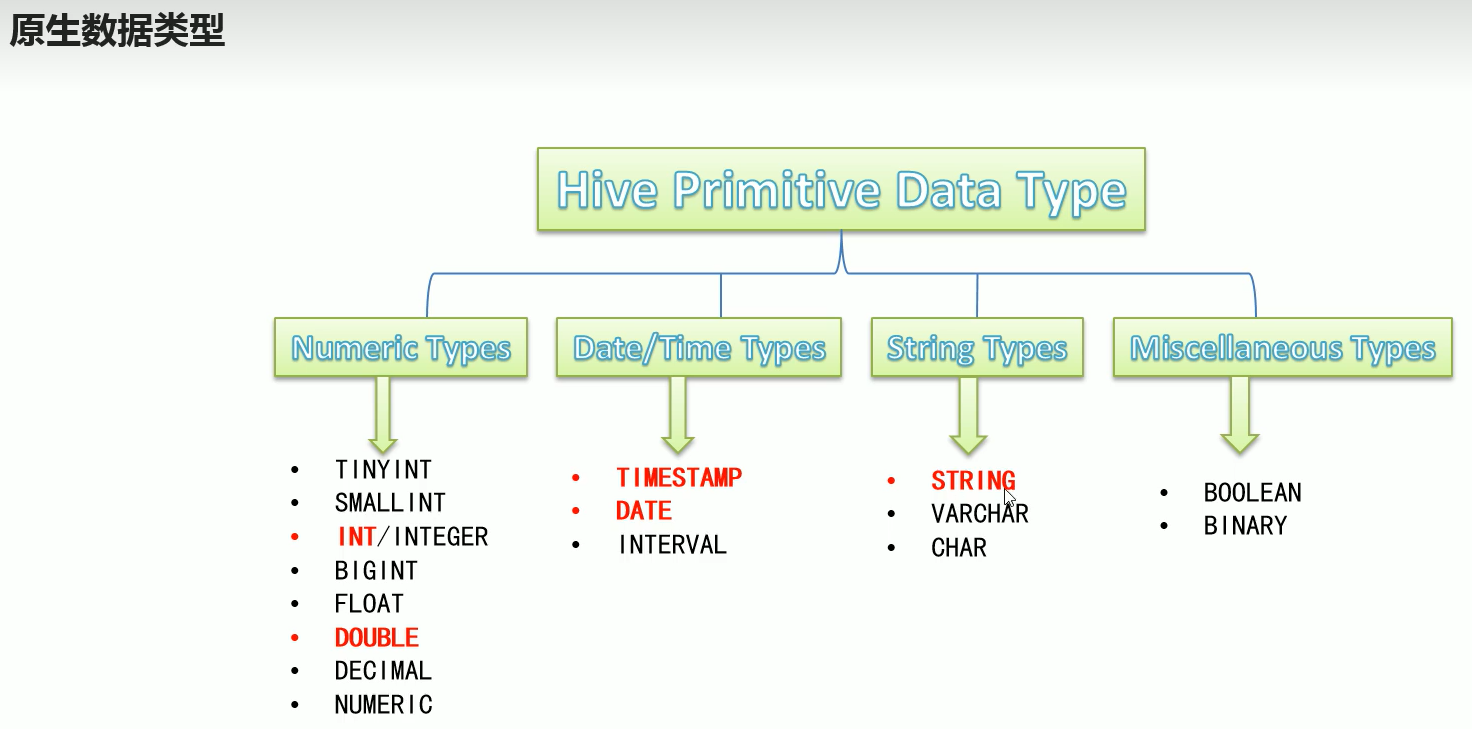 原生数据类型
Hive Primitive Data Type
Numeric Types
• TINYINT
• SMALLINT
• INT/INTEGER
• BIGINT
• FLOAT
• DOUBLE
• DECIMAL
• NUMERIC
Date/Time Types
• TIMESTAMP
• DATE
• INTERVAL
String Types
• STRING
• VARCHAR
• CHAR
Miscellaneous Types
• BOOLEAN
• BINARY